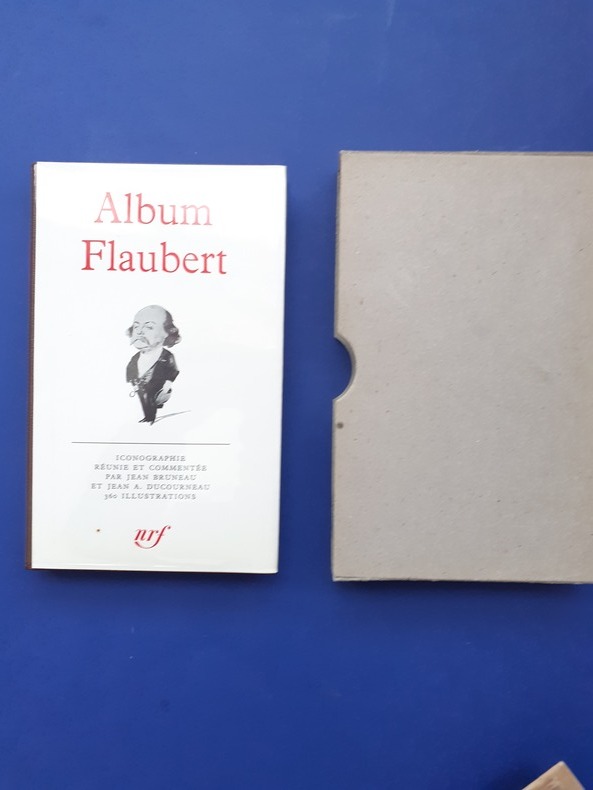 Album
Flaubert
ICONOGRAPHIE
RÉUNIE ET COMMENTÉE
PAR JEAN BRUNEAU
ET JEAN A. DUCOURNEAU
360 ILLUSTRATIONS
nrf